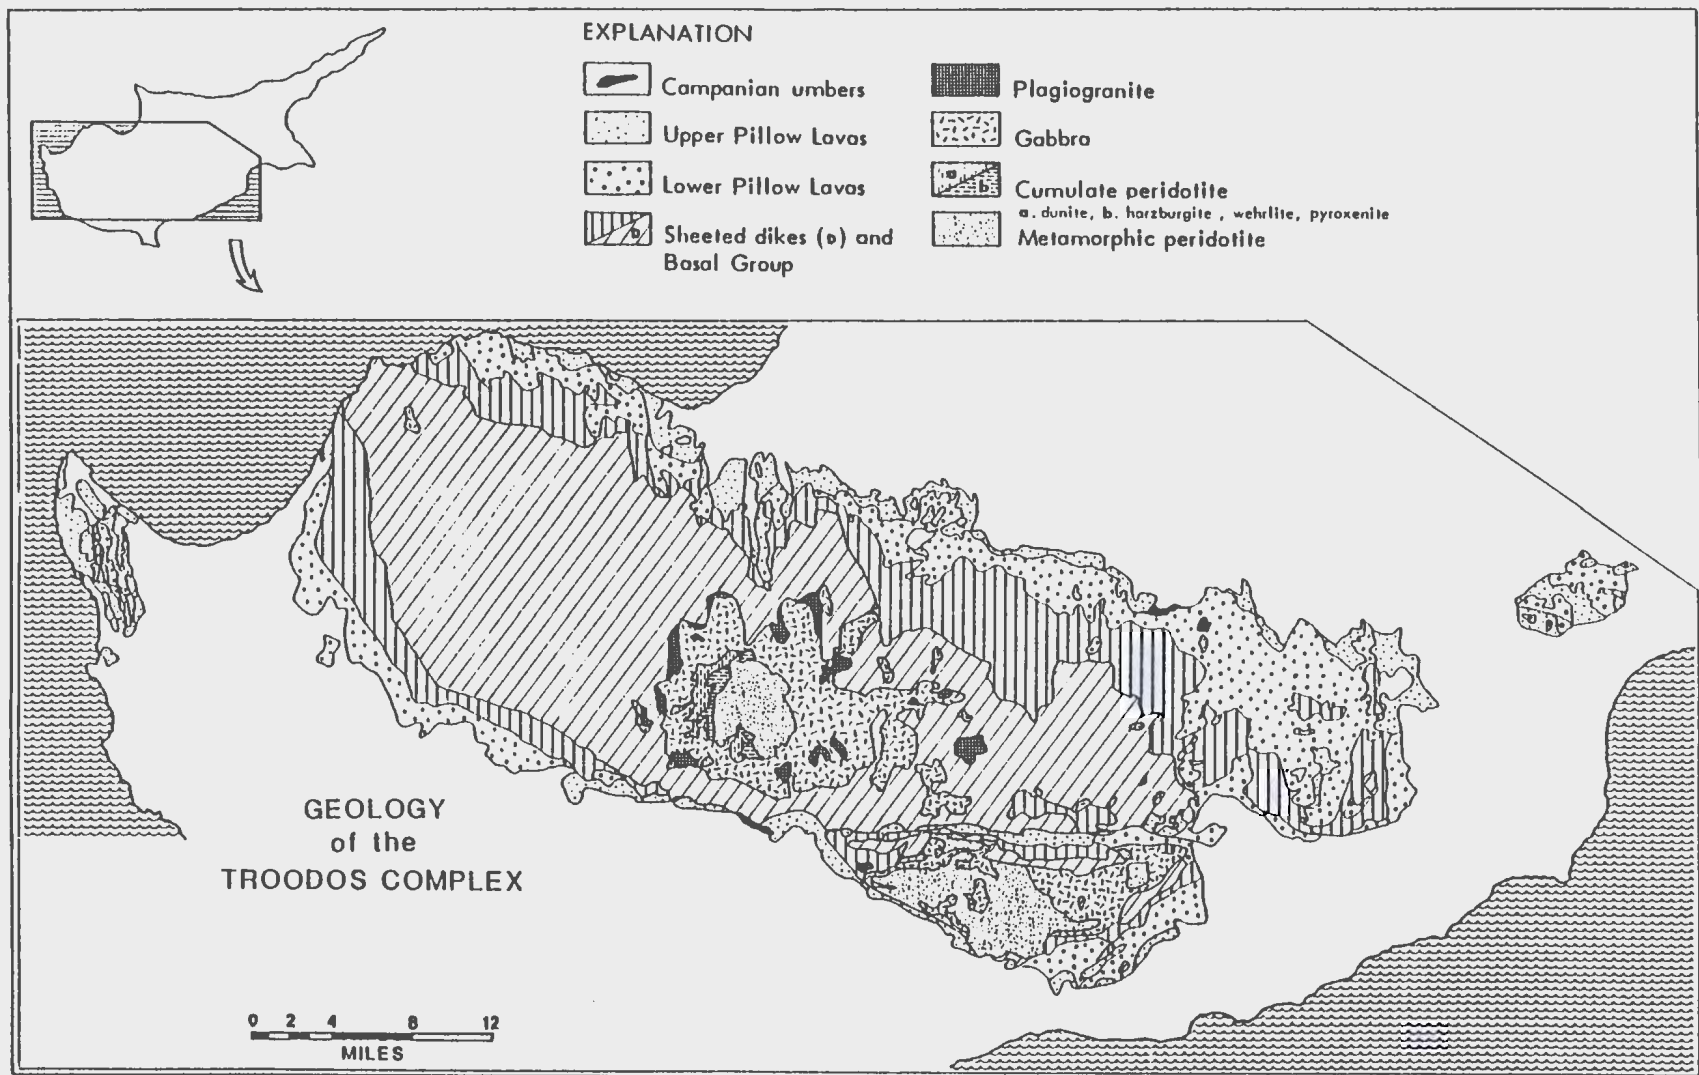 EXPLANATION
Campanian umbers
Upper Pillow Lavas
Lower Pillow Lavas
b
Sheeted dikes (b) and
Basal Group
Plagiogranite
Gabbra
a
b
Cumulate peridotite
a. dunite, b. harzburgite , wehrlite, pyroxenite
Metamorphic peridotite
GEOLOGY
of the
TROODOS COMPLEX
0 2 4 8 12
MILES